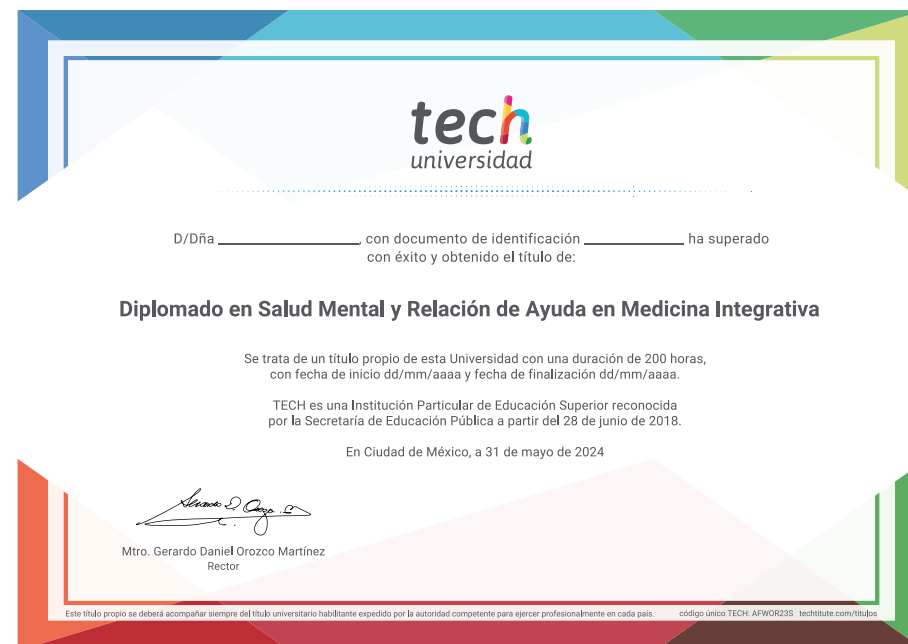 tech
universidad
D/Dña ________________, con documento de identificación ____________ ha superado
con éxito y obtenido el título de:
Diplomado en Salud Mental y Relación de Ayuda en Medicina Integrativa
Se trata de un título propio de esta Universidad con una duración de 200 horas,
con fecha de inicio dd/mm/aaaa y fecha de finalización dd/mm/aaaa.
TECH es una Institución Particular de Educación Superior reconocida
por la Secretaría de Educación Pública a partir del 28 de junio de 2018.
En Ciudad de México, a 31 de mayo de 2024
Mtro. Gerardo Daniel Orozco Martínez
Rector
Este título propio se deberá acompañar siempre del título universitario habilitante expedido por la autoridad competente para ejercer profesionalmente en cada país. código único TECH: AFWOR23S techtitute.com/titulos